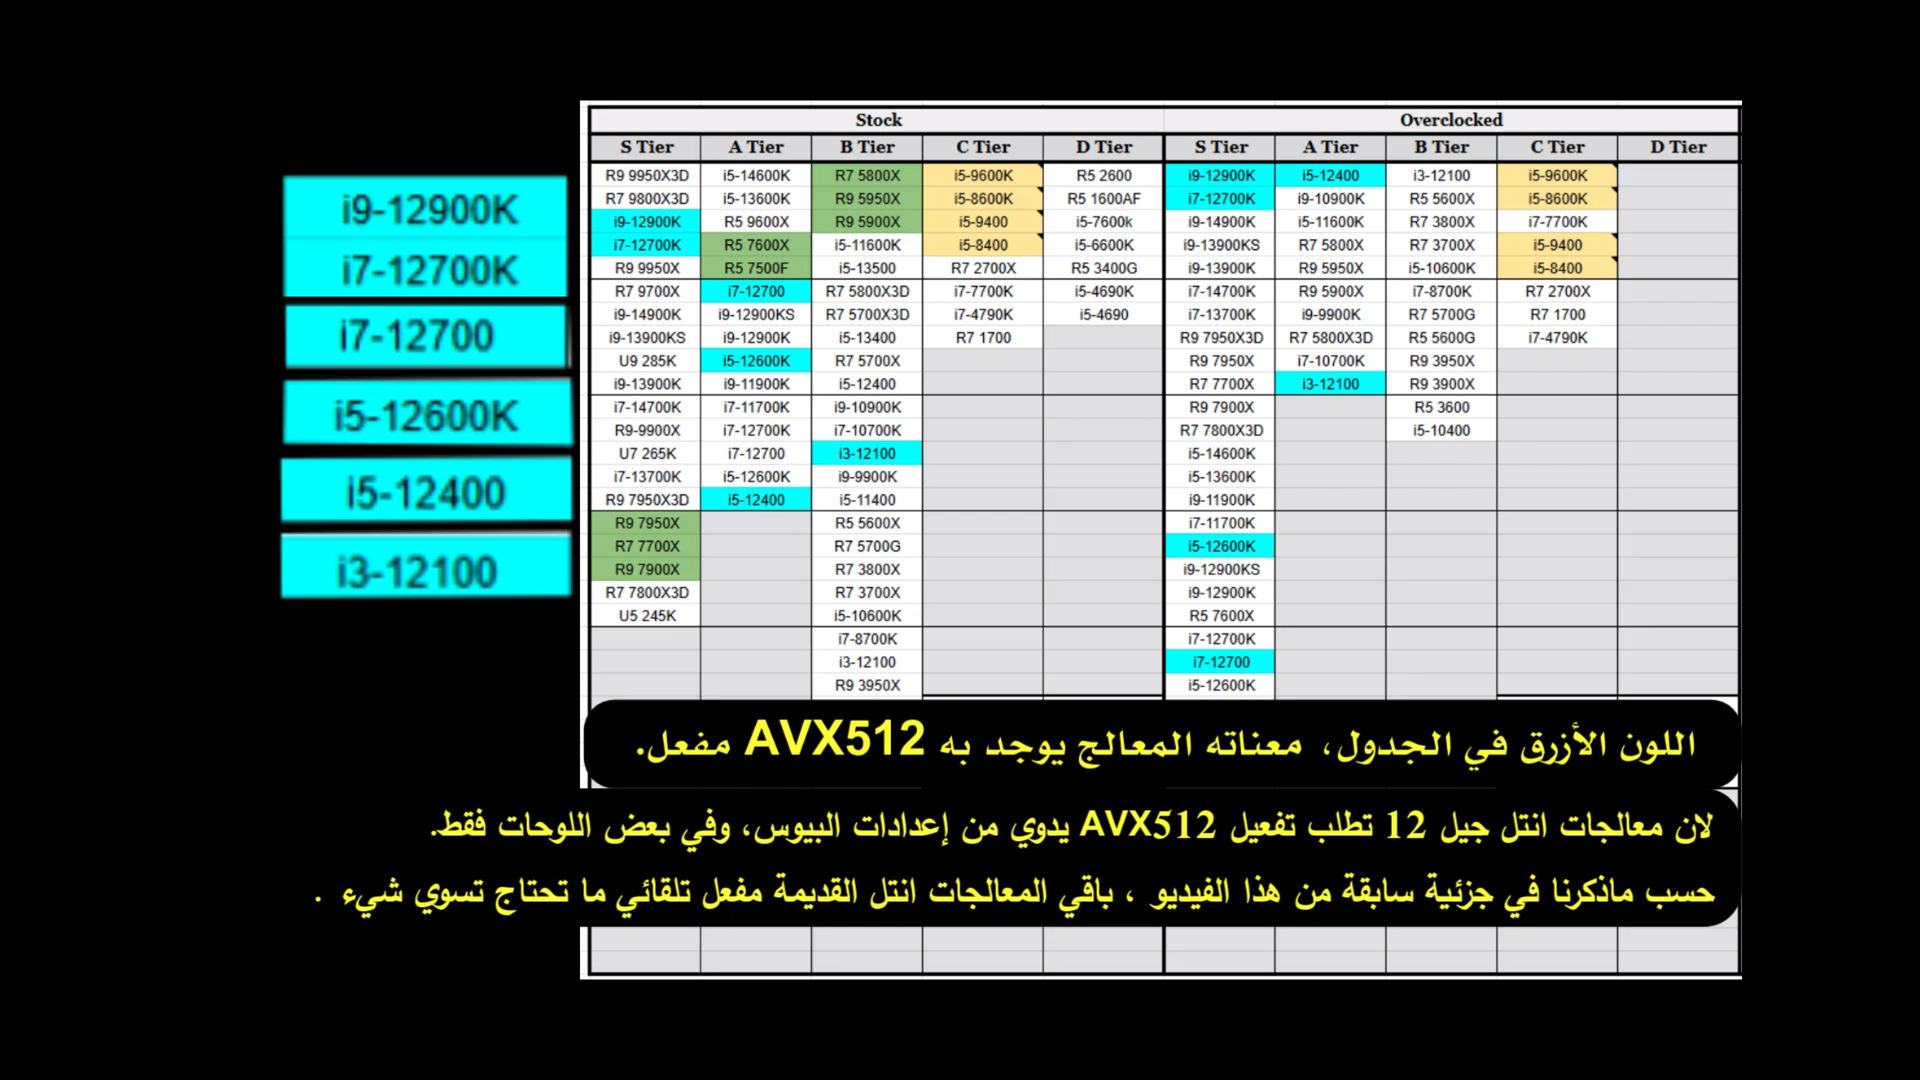 i9-12900K
i7-12700K
i7-12700
i5-12600K
i5-12400
i3-12100
Stock Overclocked
S Tier A Tier B Tier C Tier D Tier S Tier A Tier B Tier C Tier D Tier
R9 9950X3D i5-14600K R7 5800X i5-9600K R5 2600 i9-12900K i5-12400 i3-12100 i5-9600K
R7 9800X3D i5-13600K R9 5950X i5-8600K R5 1600AF i7-12700K i9-10900K R5 5600X i5-8600K
i9-12900K R5 9600X R9 5900X i5-9400 i5-7600k i9-14900K i5-11600K R7 3800X i7-7700K
i7-12700K R5 7600X i5-11600K i5-8400 i5-6600K i9-13900KS R7 5800X R7 3700X i5-9400
R9 9950X R5 7500F i5-13500 R7 2700X R5 3400G i9-13900K R9 5950X i5-10600K i5-8400
R7 9700X i7-12700 R7 5800X3D i7-7700K i5-4690K i7-14700K R9 5900X i7-8700K R7 2700X
i9-14900K i9-12900KS R7 5700X3D i7-4790K i5-4690 i7-13700K i9-9900K R7 5700G R7 1700
i9-13900KS i9-12900K i5-13400 R7 1700 R9 7950X3D R7 5800X3D R5 5600G i7-4790K
U9 285K i5-12600K R7 5700X R9 7950X i7-10700K R9 3950X
i9-13900K i9-11900K i5-12400 R7 7700X i3-12100 R9 3900X
i7-14700K i7-11700K i9-10900K R9 7900X R5 3600
R9-9900X i7-12700K i7-10700K R7 7800X3D i5-10400
U7 265K i7-12700 i3-12100 i5-14600K
i7-13700K i5-12600K i9-9900K i5-13600K
R9 7950X3D i5-12400 i5-11400 i9-11900K
R9 7950X R5 5600X i7-11700K
R7 7700X R7 5700G i5-12600K
R9 7900X R7 3800X i9-12900KS
R7 7800X3D R7 3700X i9-12900K
U5 245K i5-10600K R5 7600X
i7-8700K i7-12700K
i3-12100 i7-12700
R9 3950X i5-12600K
اللون الأزرق في الجدول، معناته المعالج يوجد به AVX512 مفعل.
لان معالجات انتل جيل 12 تطلب تفعيل AVX512 يدوي من إعدادات البيوس، وفي بعض اللوحات فقط.
حسب ماذكرنا في جزئية سابقة من هذا الفيديو ، باقي المعالجات انتل القديمة مفعل تلقائي ما تحتاج تسوي شيء .